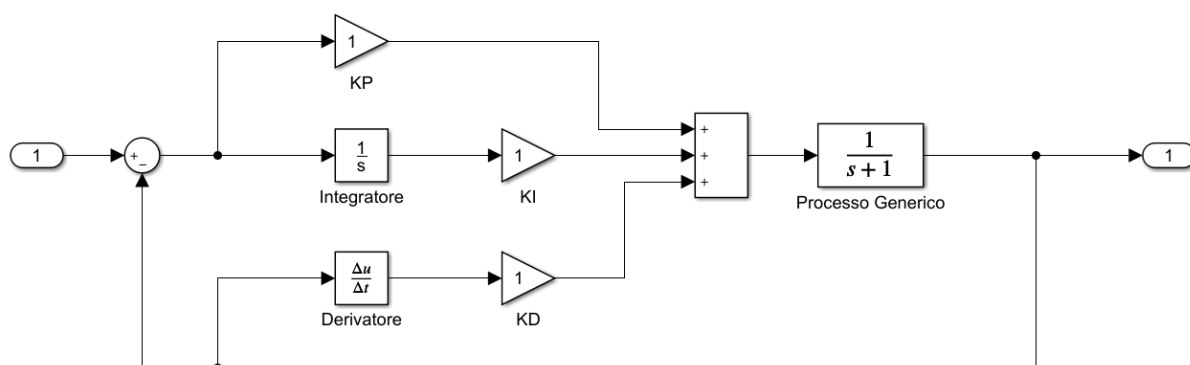 1
KP
1
+
−
1
s
Integratore
1
KI
+
+
+
1
s + 1
Processo Generico
1
Δu
Δt
Derivatore
1
KD